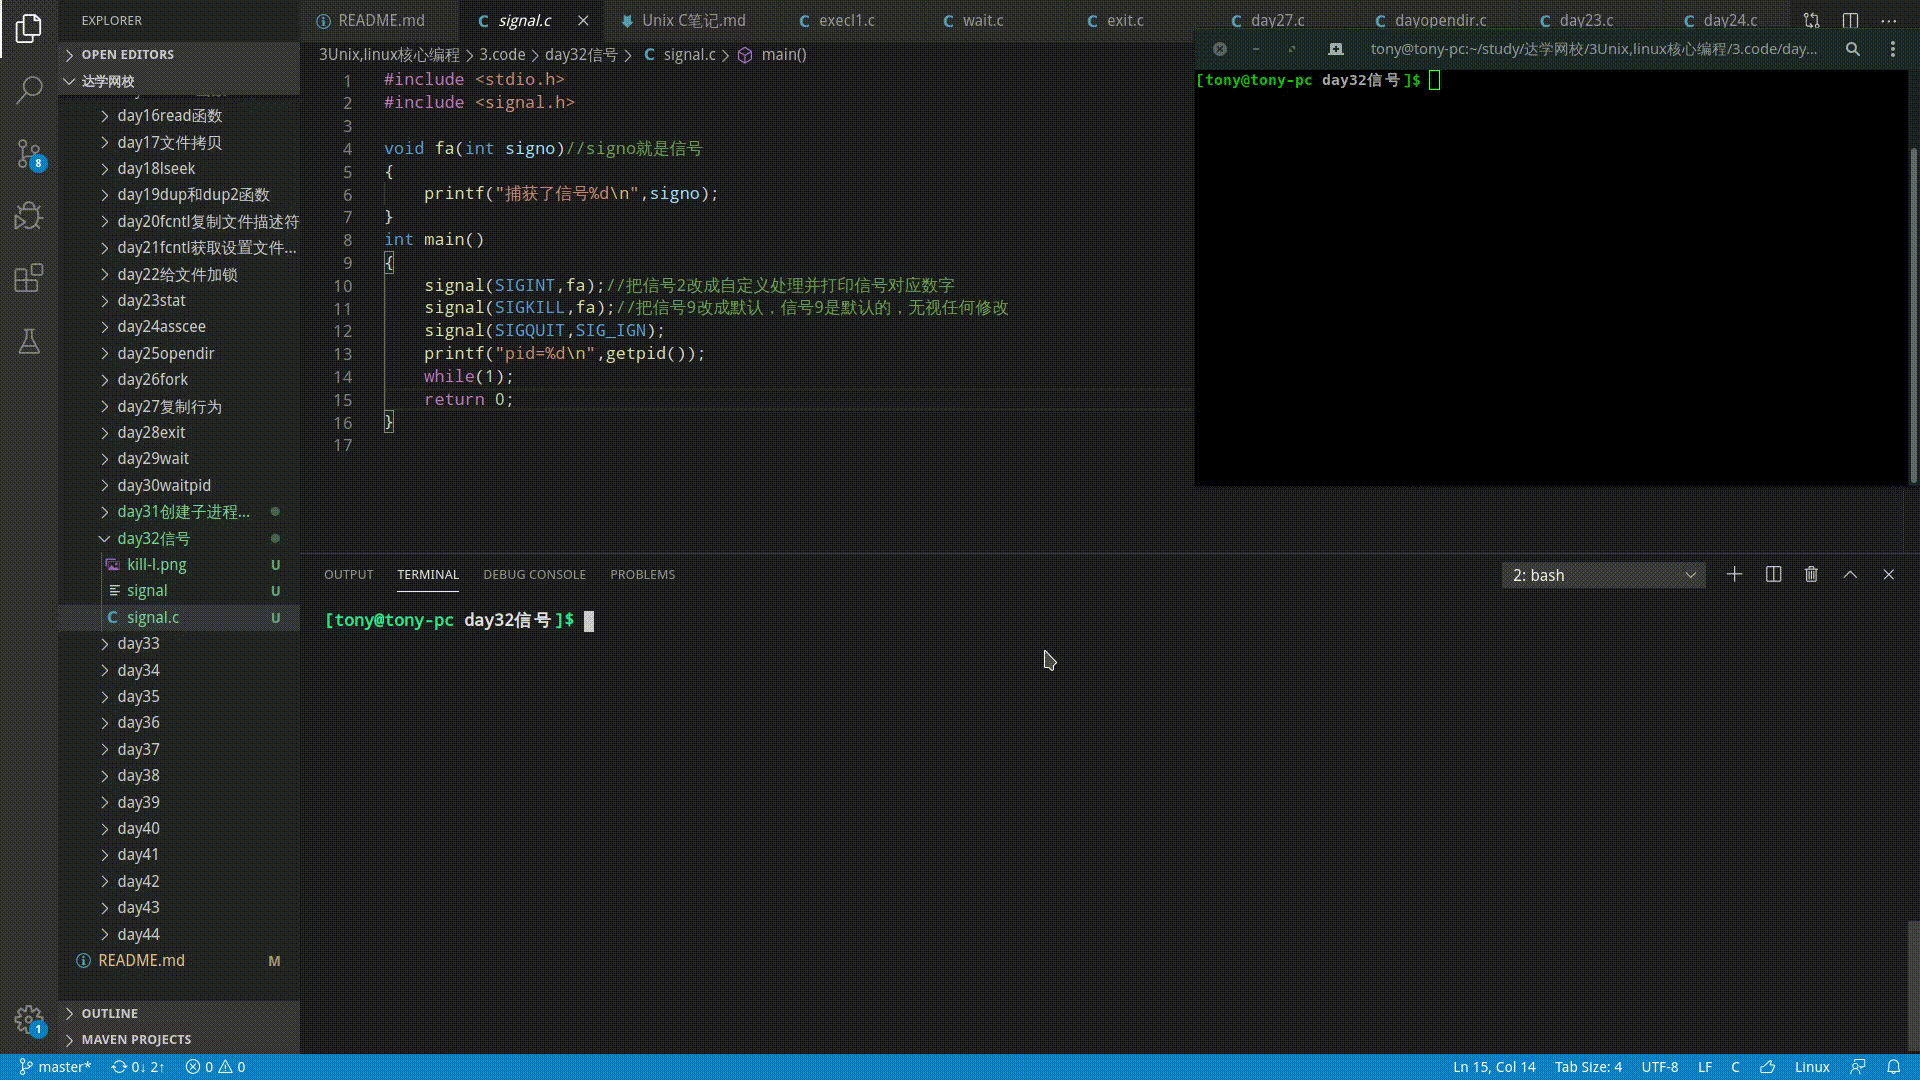 EXPLORER
README.md
signal.c
Unix C笔记.md
execl1.c
wait.c
exit.c
day27.c
dayopendir.c
day23.c
day24.c
OPEN EDITORS
达学网校
day16read函数
day17文件拷贝
day18lseek
day19dup和dup2函数
day20fcntl复制文件描述符
day21fcntl获取设置文件...
day22给文件加锁
day23stat
day24asscee
day25opendir
day26fork
day27复制行为
day28exit
day29wait
day30waitpid
day31创建子进程...
day32信号
kill-l.png U
signal U
signal.c U
day33
day34
day35
day36
day37
day38
day39
day40
day41
day42
day43
day44
README.md M
OUTLINE
MAVEN PROJECTS
8
1
3Unix,linux核心编程 > 3.code > day32信号 > C signal.c > main()
1 #include <stdio.h>
2 #include <signal.h>
3
4 void fa(int signo)//signo就是信号
5 {
6 printf("捕获了信号%d\n",signo);
7 }
8 int main()
9 {
10 signal(SIGINT,fa);//把信号2改成自定义处理并打印信号对应数字
11 signal(SIGKILL,fa);//把信号9改成默认，信号9是默认的，无视任何修改
12 signal(SIGQUIT,SIG_IGN);
13 printf("pid=%d\n",getpid());
14 while(1);
15 return 0;
16 }
17
tony@tony-pc:~/study/达学网校/3Unix,linux核心编程/3.code/day...
[tony@tony-pc day32信号]$
OUTPUT TERMINAL DEBUG CONSOLE PROBLEMS
2: bash
[tony@tony-pc day32信号]$
master* 0↓ 2↑ 0 0
Ln 15, Col 14 Tab Size: 4 UTF-8 LF C Linux